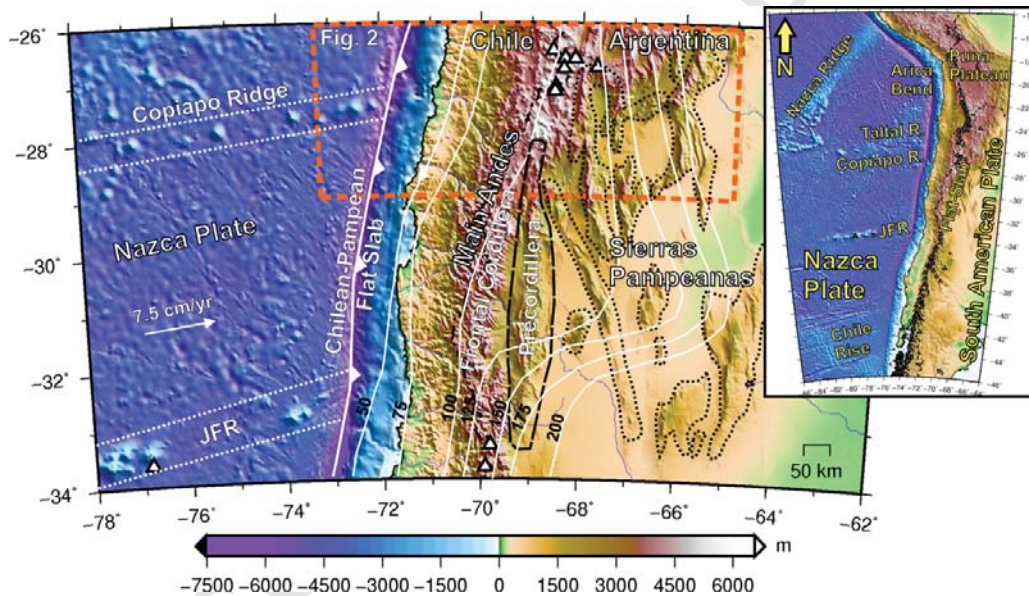 −26°
−28°
−30°
−32°
−34°
−78°
−76°
−74°
−72°
−70°
−68°
−66°
−64°
−62°
Fig. 2
Chile
Argentina
Copiapo Ridge
Nazca Plate
7.5 cm/yr
JFR
Chilean-Pampean
Flat Slab
Main Andes
Frontal Cordillera
Precordillera
Sierras
Pampeanas
50
75
100
125
150
175
200
50 km
−7500
−6000
−4500
−3000
−1500
0
1500
3000
4500
6000
m
N
Nazca Ridge
Arica
Bend
Puna
Plateau
Taltal R.
Copiapo R.
Flat Slab
JFR
Nazca
Plate
South American Plate
Chile
Rise